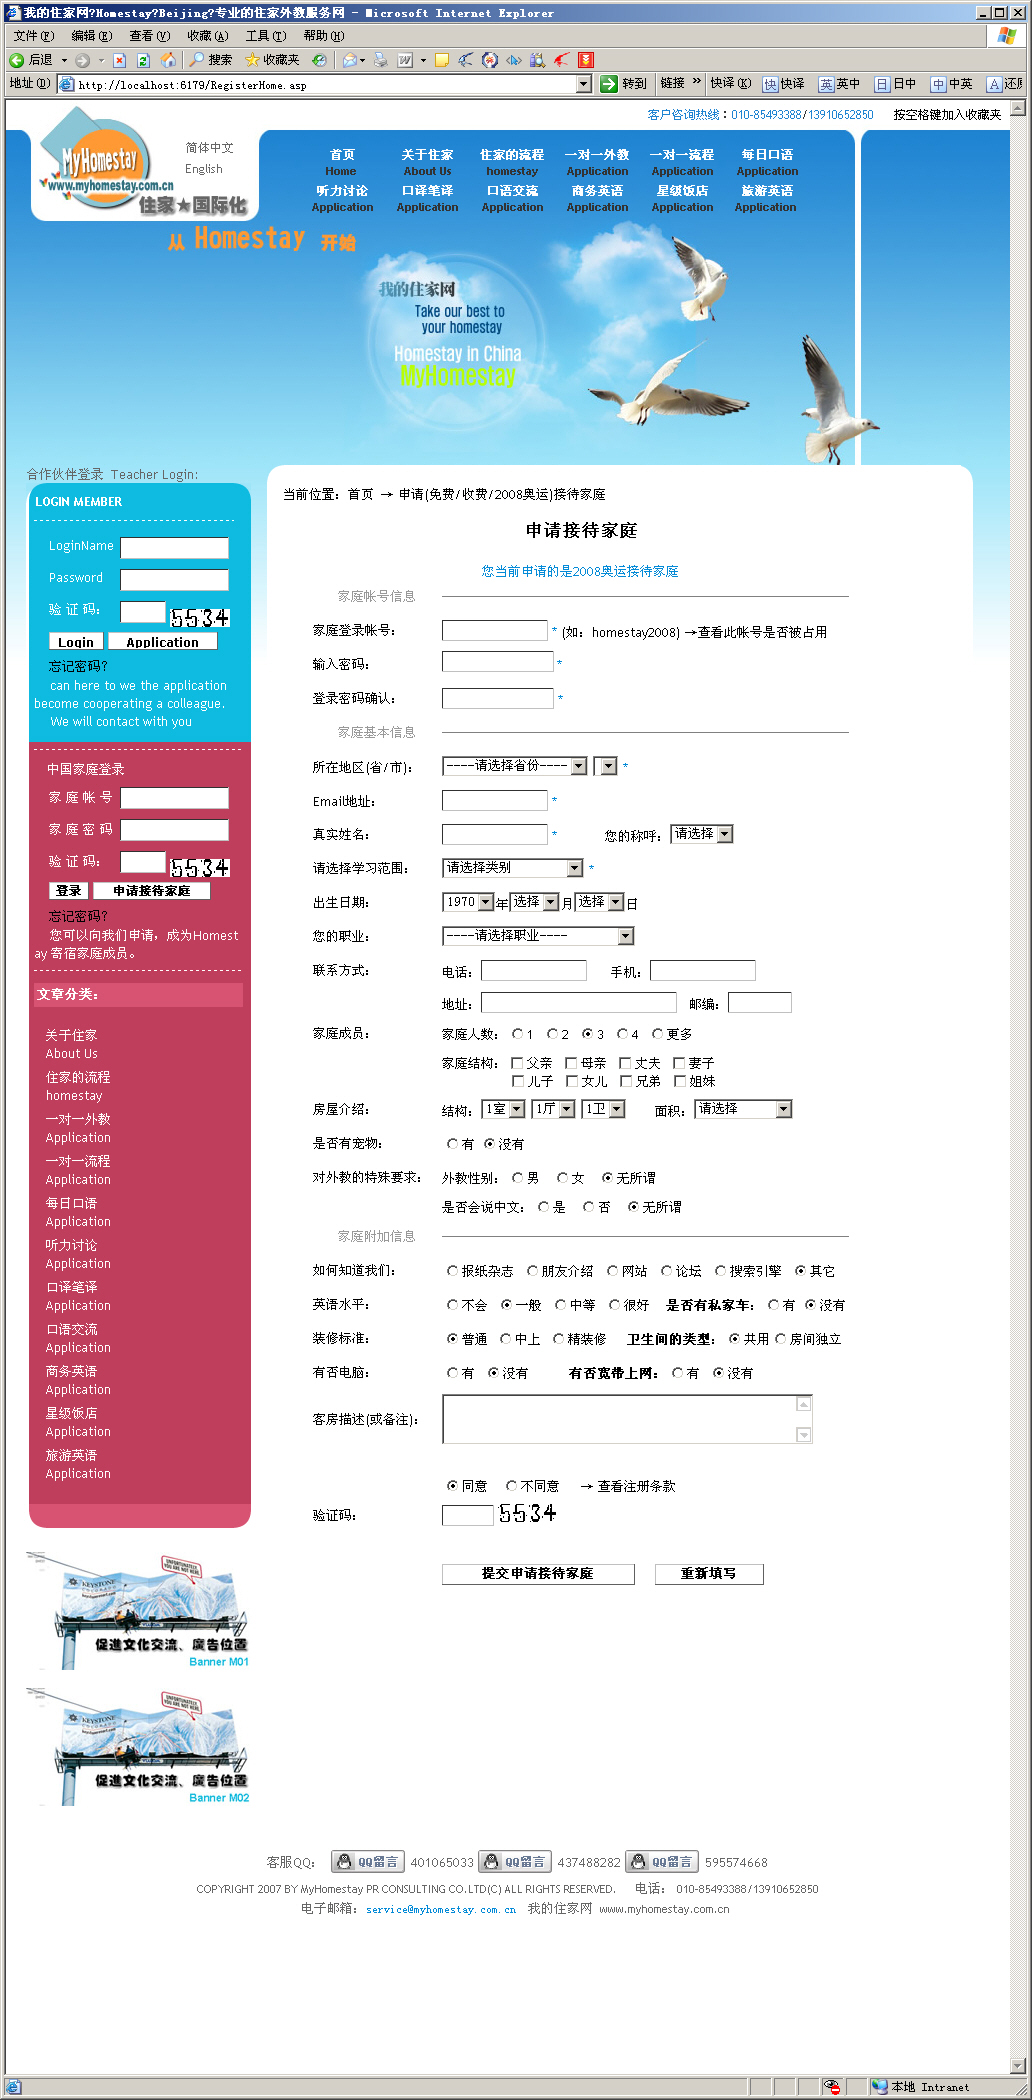 我的住家网?Homestay?Beijing?专业的住家外教服务网 - Microsoft Internet Explorer
文件(F) 编辑(E) 查看(V) 收藏(A) 工具(T) 帮助(H)
后退 搜索 收藏夹
地址(D) http://localhost:6179/RegisterHome.asp 转到 链接 » 快译(K) 快译 英中 日中 中英
客户咨询热线：010-85493388/13910652850 按空格键加入收藏夹
MyHomestay
www.myhomestay.com.cn
住家★国际化
简体中文
English
首页 关于住家 住家的流程 一对一外教 一对一流程 每日口语
Home About Us homestay Application Application Application
听力讨论 口译笔译 口语交流 商务英语 星级饭店 旅游英语
Application Application Application Application Application Application
从 Homestay 开始
我的住家网
Take our best to
your homestay
Homestay in China
MyHomestay
合作伙伴登录 Teacher Login:
LOGIN MEMBER
LoginName
Password
验 证 码： 5534
Login Application
忘记密码?
can here to we the application
become cooperating a colleague.
We will contact with you
中国家庭登录
家 庭 帐 号
家 庭 密 码
验 证 码： 5534
登录 申请接待家庭
忘记密码?
您可以向我们申请，成为Homest
ay 寄宿家庭成员。
文章分类：
关于住家
About Us
住家的流程
homestay
一对一外教
Application
一对一流程
Application
每日口语
Application
听力讨论
Application
口译笔译
Application
口语交流
Application
商务英语
Application
星级饭店
Application
旅游英语
Application
UNFORTUNATELY
YOU ARE NOT HERE.
KEYSTONE
COLORADO
促進文化交流、廣告位置
Banner M01
UNFORTUNATELY
YOU ARE NOT HERE.
KEYSTONE
COLORADO
促進文化交流、廣告位置
Banner M02
当前位置：首页 → 申请(免费/收费/2008奥运)接待家庭
申请接待家庭
您当前申请的是2008奥运接待家庭
家庭帐号信息
家庭登录帐号： * (如：homestay2008) →查看此帐号是否被占用
输入密码： *
登录密码确认： *
家庭基本信息
所在地区(省/市)： ----请选择省份---- *
Email地址： *
真实姓名： * 您的称呼： 请选择
请选择学习范围： 请选择类别 *
出生日期： 1970 年 选择 月 选择 日
您的职业： ----请选择职业----
联系方式： 电话： 手机：
地址： 邮编：
家庭成员： 家庭人数： 1 2 3 4 更多
家庭结构： 父亲 母亲 丈夫 妻子
儿子 女儿 兄弟 姐妹
房屋介绍： 结构： 1室 1厅 1卫 面积： 请选择
是否有宠物： 有 没有
对外教的特殊要求： 外教性别： 男 女 无所谓
是否会说中文： 是 否 无所谓
家庭附加信息
如何知道我们： 报纸杂志 朋友介绍 网站 论坛 搜索引擎 其它
英语水平： 不会 一般 中等 很好 是否有私家车： 有 没有
装修标准： 普通 中上 精装修 卫生间的类型： 共用 房间独立
有否电脑： 有 没有 有否宽带上网： 有 没有
客房描述(或备注)：
同意 不同意 → 查看注册条款
验证码： 5534
提交申请接待家庭 重新填写
客服QQ： QQ留言 401065033 QQ留言 437488282 QQ留言 595574668
COPYRIGHT 2007 BY MyHomestay PR CONSULTING CO.LTD(C) ALL RIGHTS RESERVED. 电话： 010-85493388/13910652850
电子邮箱：service@myhomestay.com.cn 我的住家网 www.myhomestay.com.cn
本地 Intranet